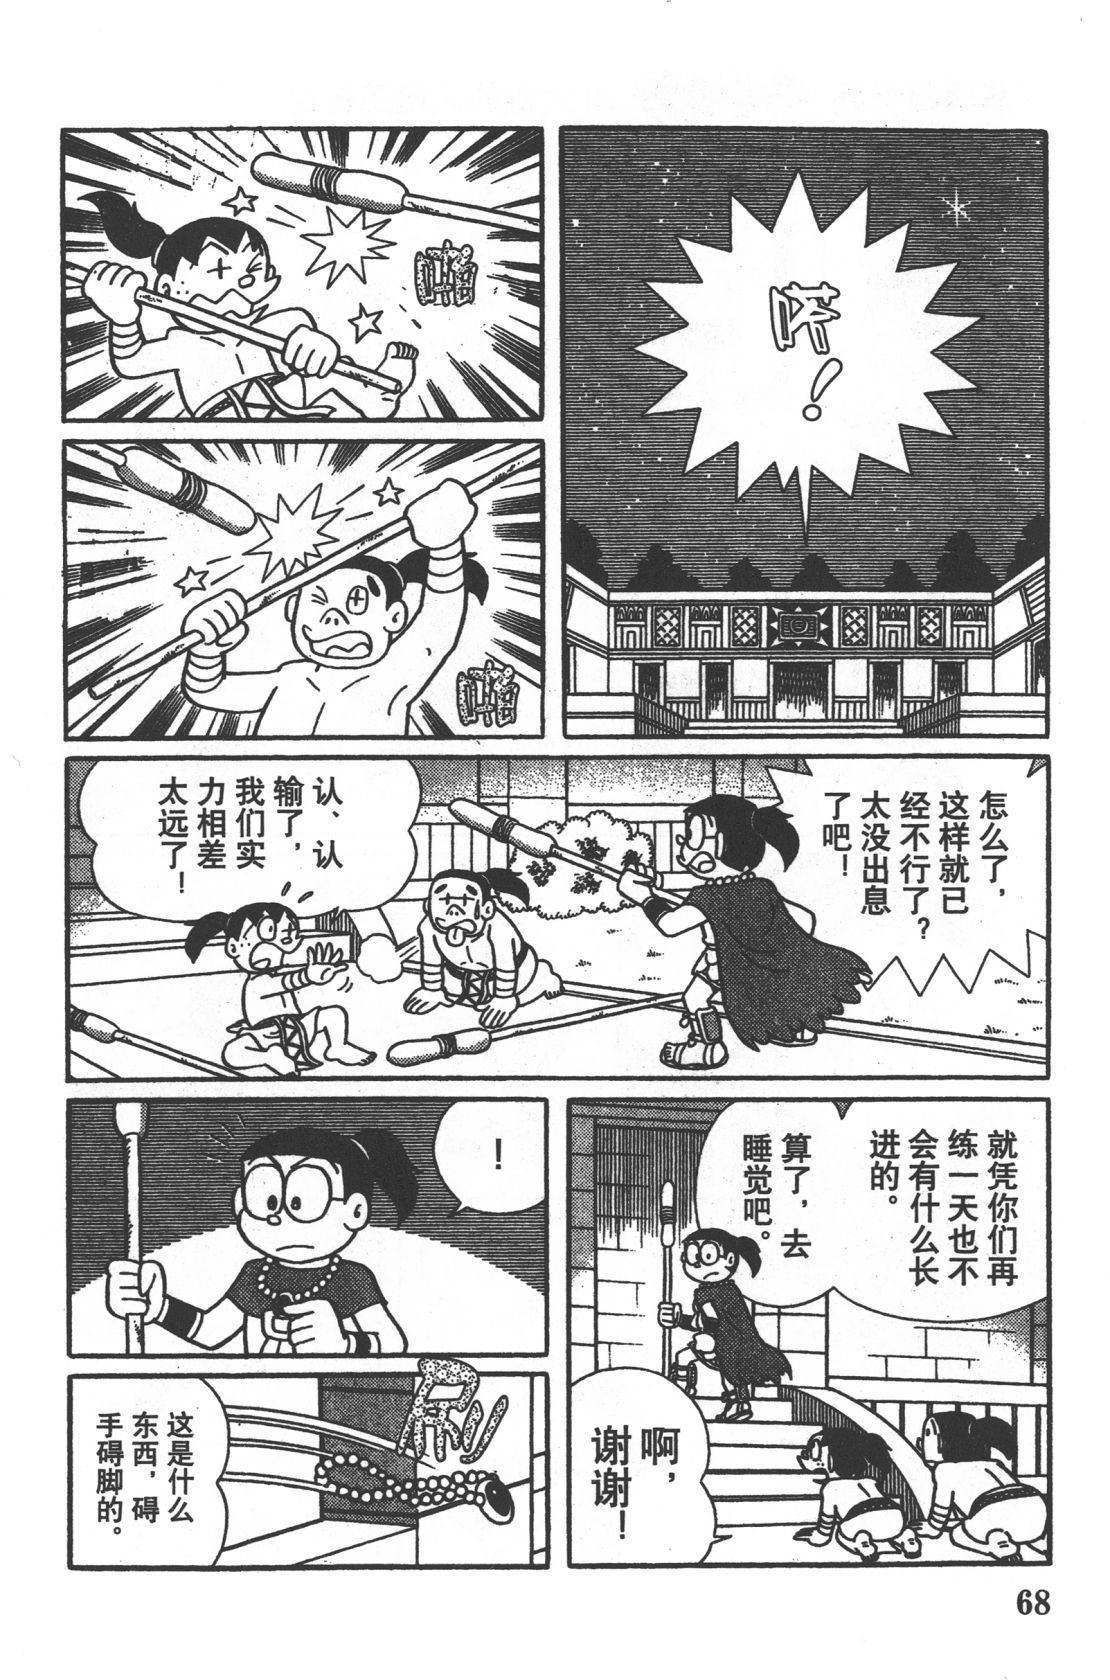 咚！
啪
啪
怎么了，
这样就已
经不行了？
太没出息
了吧！
认、认
输了，
我们实
力相差
太远了！
就凭你们再
练一天也不
会有什么长
进的。
算了，去
睡觉吧。
啊，
谢谢！
！
这是什么
东西，碍
手碍脚的。
68